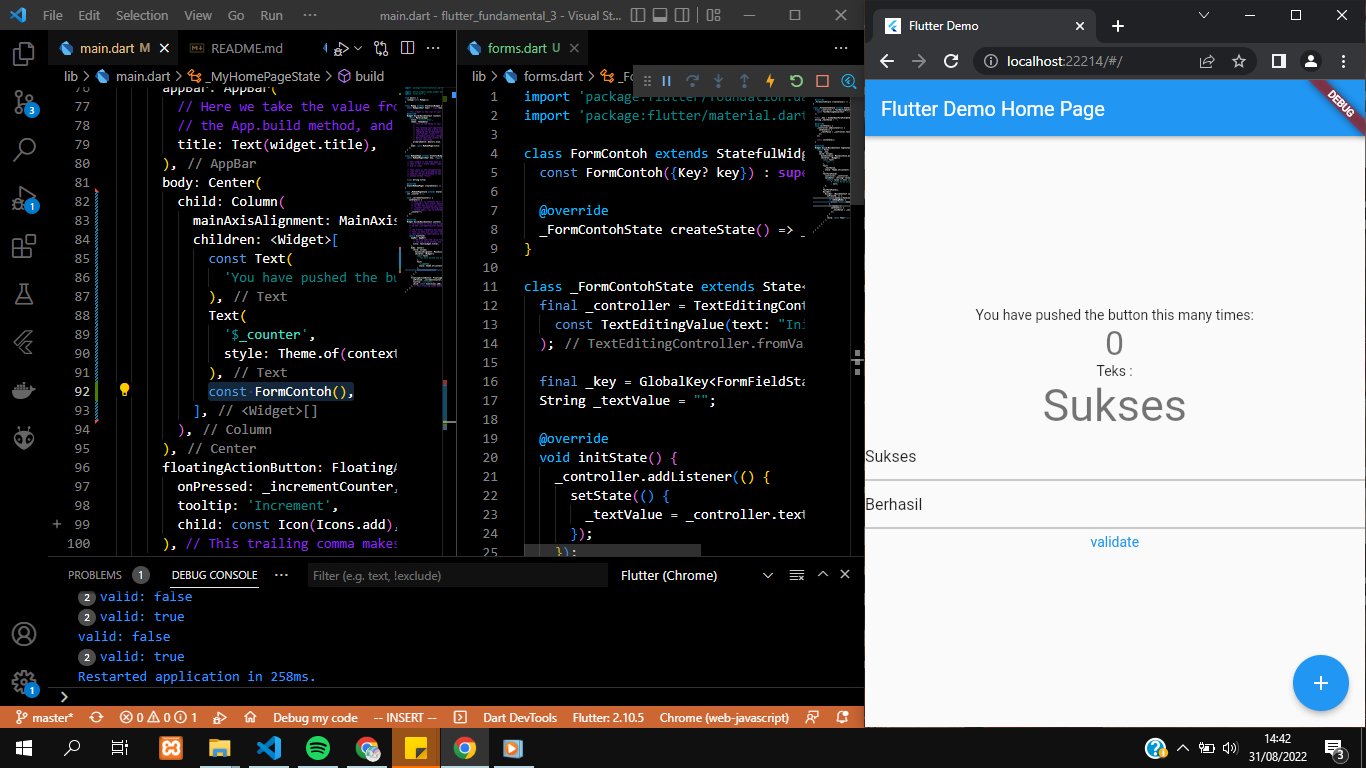 File Edit Selection View Go Run ··· main.dart - flutter_fundamental_3 - Visual St...
main.dart M README.md
lib > main.dart > _MyHomePageState > build
76 appBar: AppBar(
77 // Here we take the value fro
78 // the App.build method, and
79 title: Text(widget.title),
80 ), // AppBar
81 body: Center(
82 child: Column(
83 mainAxisAlignment: MainAxis
84 children: <Widget>[
85 const Text(
86 'You have pushed the bu
87 ), // Text
88 Text(
89 '$_counter',
90 style: Theme.of(context
91 ), // Text
92 const FormContoh(),
93 ], // <Widget>[]
94 ), // Column
95 ), // Center
96 floatingActionButton: FloatingA
97 onPressed: _incrementCounter,
98 tooltip: 'Increment',
99 child: const Icon(Icons.add),
100 ), // This trailing comma makes
forms.dart U
lib > forms.dart > _Fo
1 import 'package:flutter/foundation.da
2 import 'package:flutter/material.dart
3
4 class FormContoh extends StatefulWidg
5 const FormContoh({Key? key}) : supe
6
7 @override
8 _FormContohState createState() => _
9 }
10
11 class _FormContohState extends State<
12 final _controller = TextEditingCont
13 const TextEditingValue(text: "Ini
14 ); // TextEditingController.fromVa
15
16 final _key = GlobalKey<FormFieldSta
17 String _textValue = "";
18
19 @override
20 void initState() {
21 _controller.addListener(() {
22 setState(() {
23 _textValue = _controller.text
24 });
25 });
PROBLEMS 1 DEBUG CONSOLE ··· Filter (e.g. text, !exclude) Flutter (Chrome)
2 valid: false
2 valid: true
valid: false
2 valid: true
Restarted application in 258ms.
master* 0 0 1 Debug my code -- INSERT -- Dart DevTools Flutter: 2.10.5 Chrome (web-javascript)
3
1
1
Flutter Demo
localhost:22214/#/
Flutter Demo Home Page
DEBUG
You have pushed the button this many times:
0
Teks :
Sukses
Sukses
Berhasil
validate
14:42
31/08/2022
3